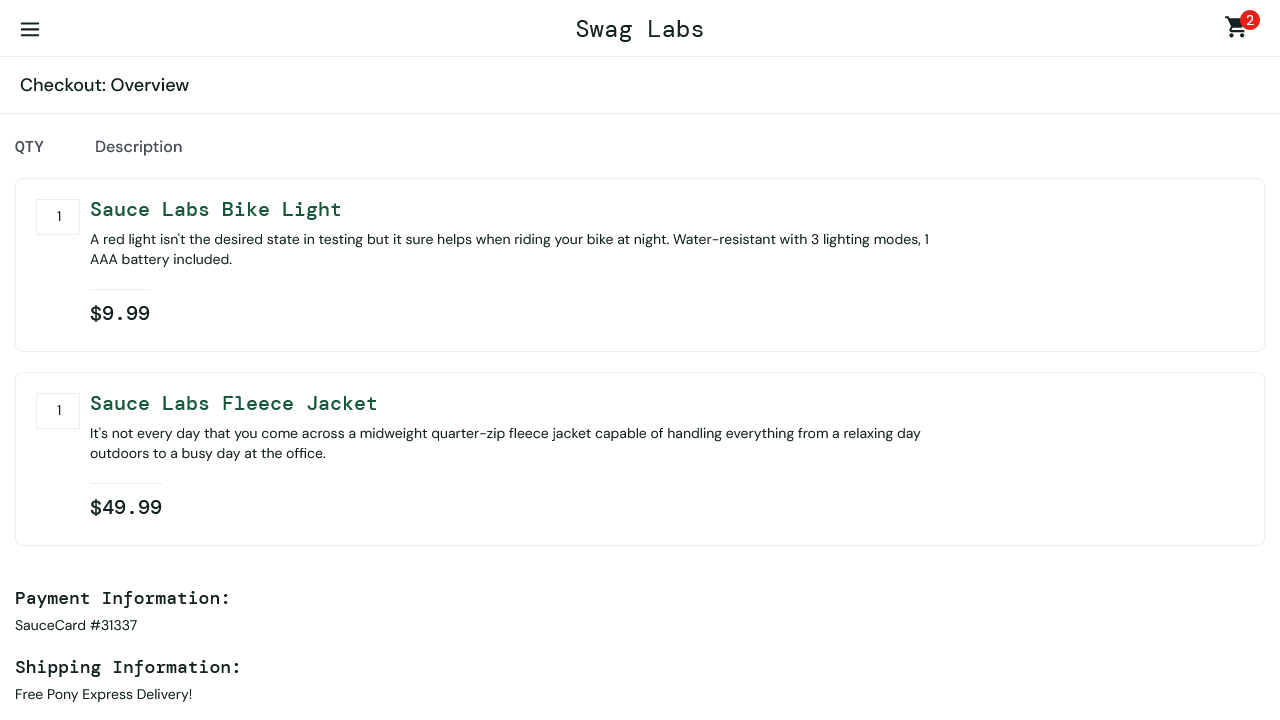 Swag Labs
2
Checkout: Overview
QTY
Description
1
Sauce Labs Bike Light
A red light isn't the desired state in testing but it sure helps when riding your bike at night. Water-resistant with 3 lighting modes, 1
AAA battery included.
$9.99
1
Sauce Labs Fleece Jacket
It's not every day that you come across a midweight quarter-zip fleece jacket capable of handling everything from a relaxing day
outdoors to a busy day at the office.
$49.99
Payment Information:
SauceCard #31337
Shipping Information:
Free Pony Express Delivery!